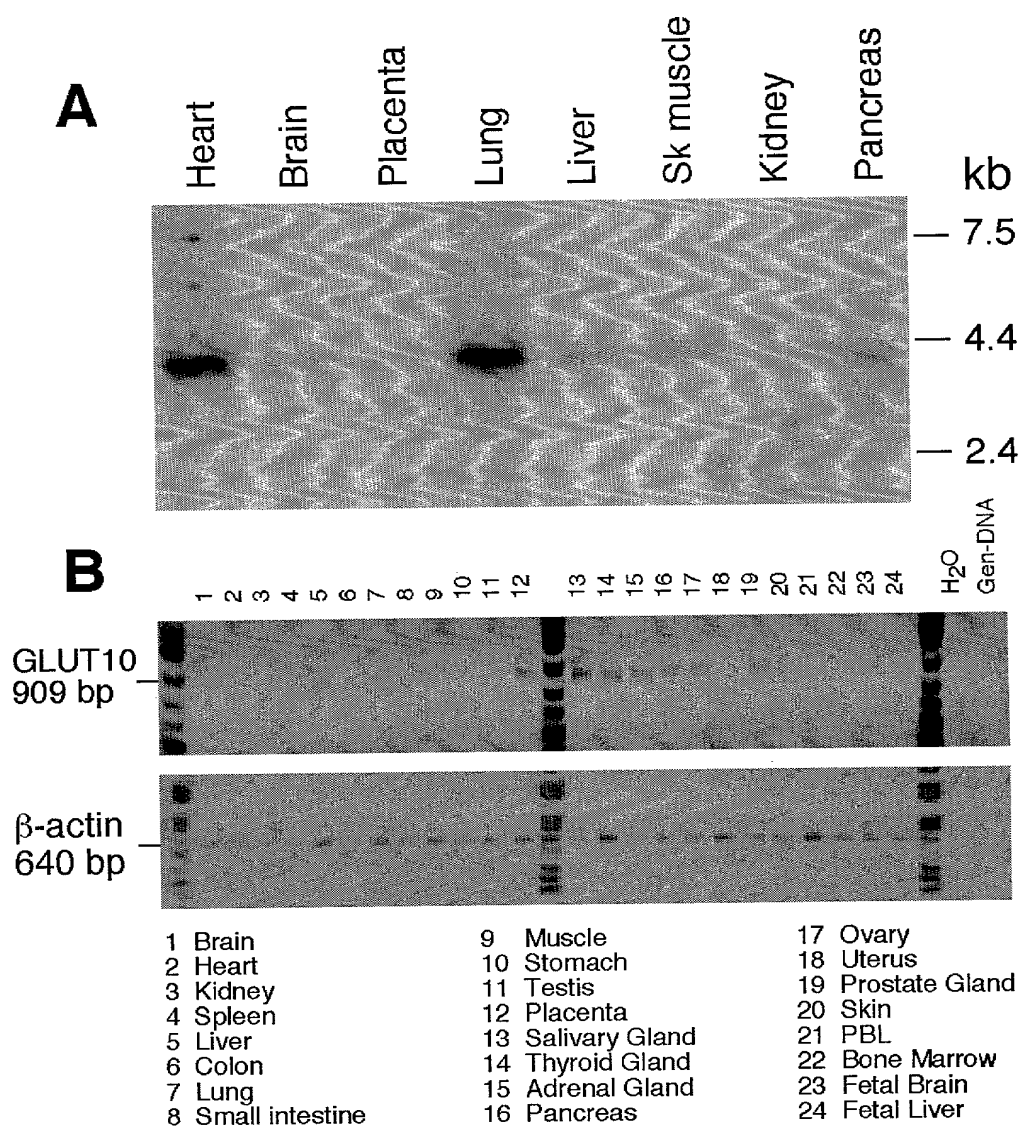 A
Heart
Brain
Placenta
Lung
Liver
Sk muscle
Kidney
Pancreas
kb
7.5
4.4
2.4
B
1 2 3 4 5 6 7 8 9 10 11 12 13 14 15 16 17 18 19 20 21 22 23 24 H₂O Gen-DNA
GLUT10
909 bp
β-actin
640 bp
1 Brain
2 Heart
3 Kidney
4 Spleen
5 Liver
6 Colon
7 Lung
8 Small intestine
9 Muscle
10 Stomach
11 Testis
12 Placenta
13 Salivary Gland
14 Thyroid Gland
15 Adrenal Gland
16 Pancreas
17 Ovary
18 Uterus
19 Prostate Gland
20 Skin
21 PBL
22 Bone Marrow
23 Fetal Brain
24 Fetal Liver